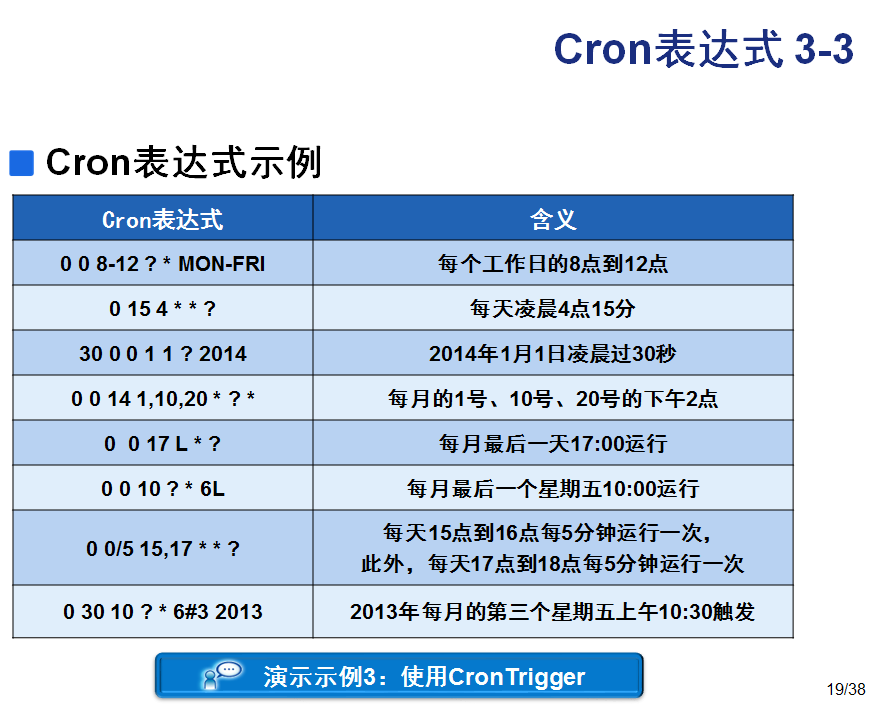 Cron表达式 3-3
Cron表达式示例
Cron表达式 含义
0 0 8-12 ? * MON-FRI 每个工作日的8点到12点
0 15 4 * * ? 每天凌晨4点15分
30 0 0 1 1 ? 2014 2014年1月1日凌晨过30秒
0 0 14 1,10,20 * ? * 每月的1号、10号、20号的下午2点
0 0 17 L * ? 每月最后一天17:00运行
0 0 10 ? * 6L 每月最后一个星期五10:00运行
0 0/5 15,17 * * ? 每天15点到16点每5分钟运行一次，
此外，每天17点到18点每5分钟运行一次
0 30 10 ? * 6#3 2013 2013年每月的第三个星期五上午10:30触发
演示示例3：使用CronTrigger
19/38